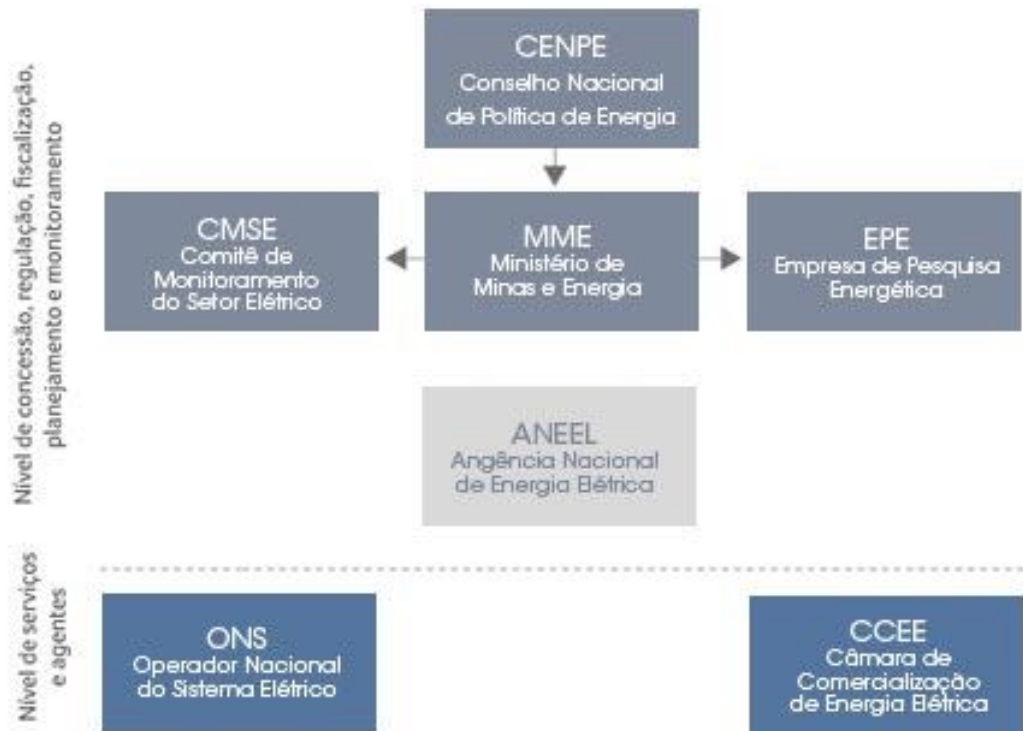 Nível de concessão, regulação, fiscalização,
planejamento e monitoramento
CENPE
Conselho Nacional
de Política de Energia
CMSE
Comitê de
Monitoramento
do Setor Elétrico
MME
Ministério de
Minas e Energia
EPE
Empresa de Pesquisa
Energética
ANEEL
Angência Nacional
de Energia Elétrica
Nível de serviços
e agentes
ONS
Operador Nacional
do Sistema Elétrico
CCEE
Câmara de
Comercialização
de Energia Elétrica